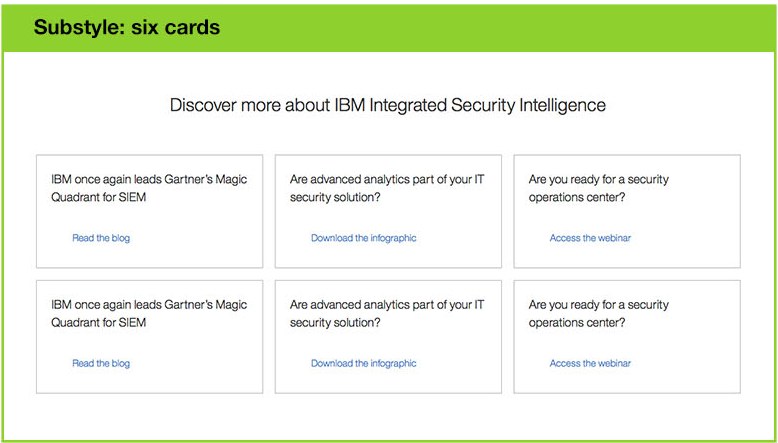 Substyle: six cards
Discover more about IBM Integrated Security Intelligence
IBM once again leads Gartner's Magic
Quadrant for SIEM
Read the blog
Are advanced analytics part of your IT
security solution?
Download the infographic
Are you ready for a security
operations center?
Access the webinar
IBM once again leads Gartner's Magic
Quadrant for SIEM
Read the blog
Are advanced analytics part of your IT
security solution?
Download the infographic
Are you ready for a security
operations center?
Access the webinar